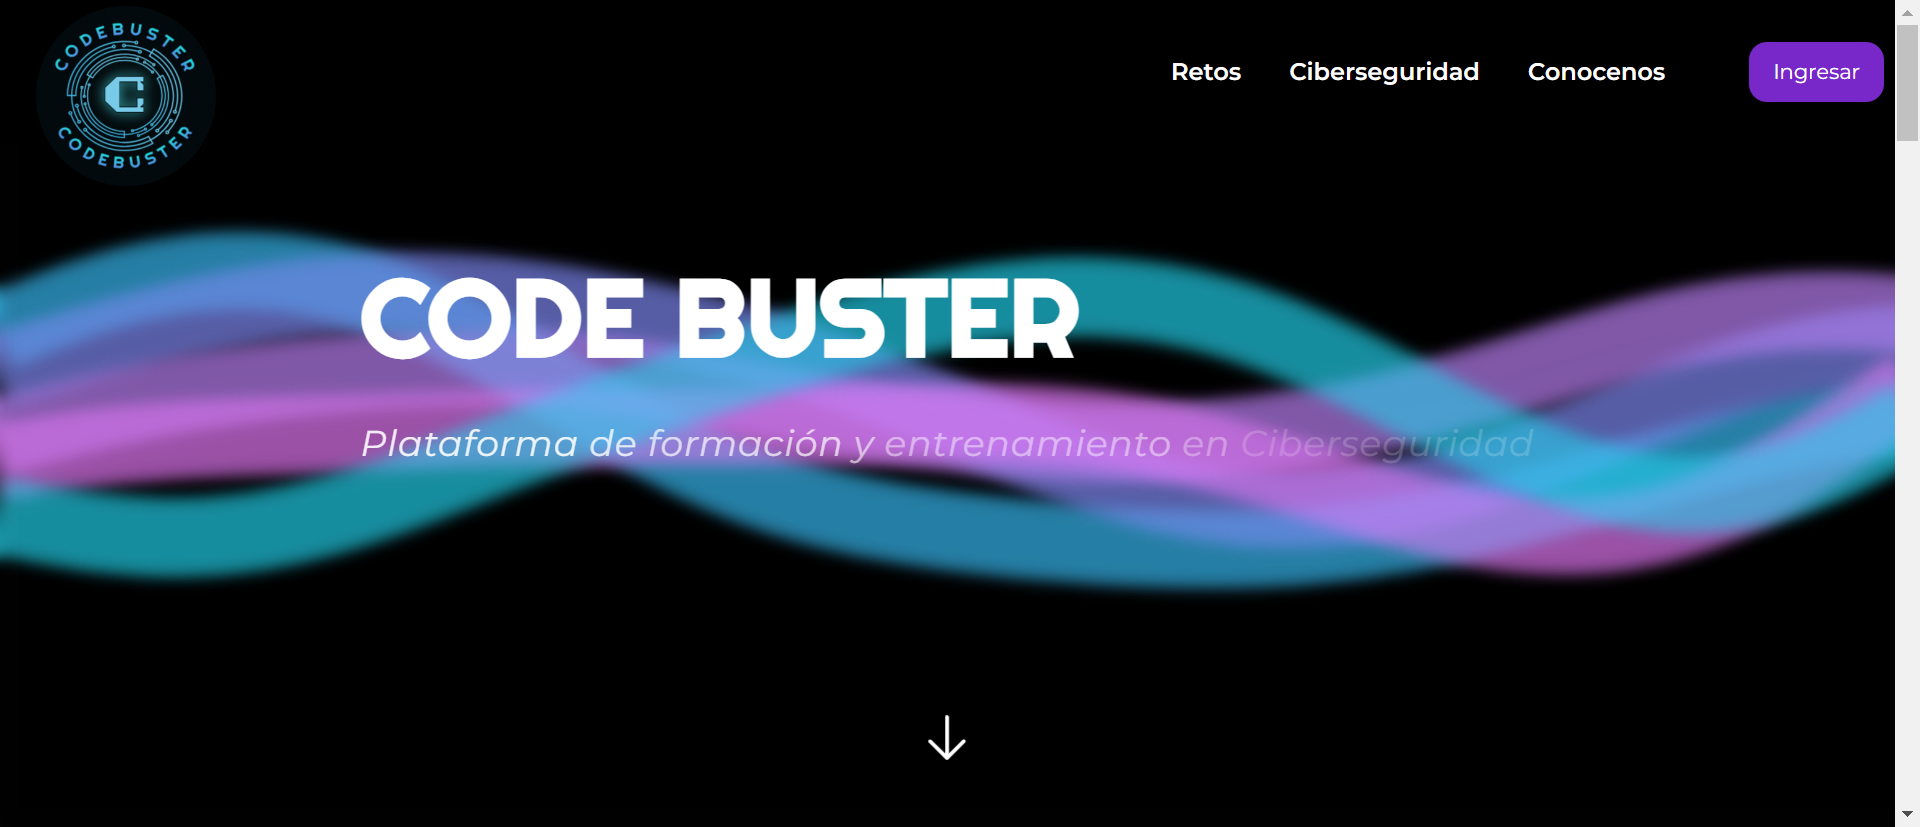 CODEBUSTER
C
CODEBUSTER
Retos Ciberseguridad Conocenos Ingresar
CODE BUSTER
Plataforma de formación y entrenamiento en Ciberseguridad